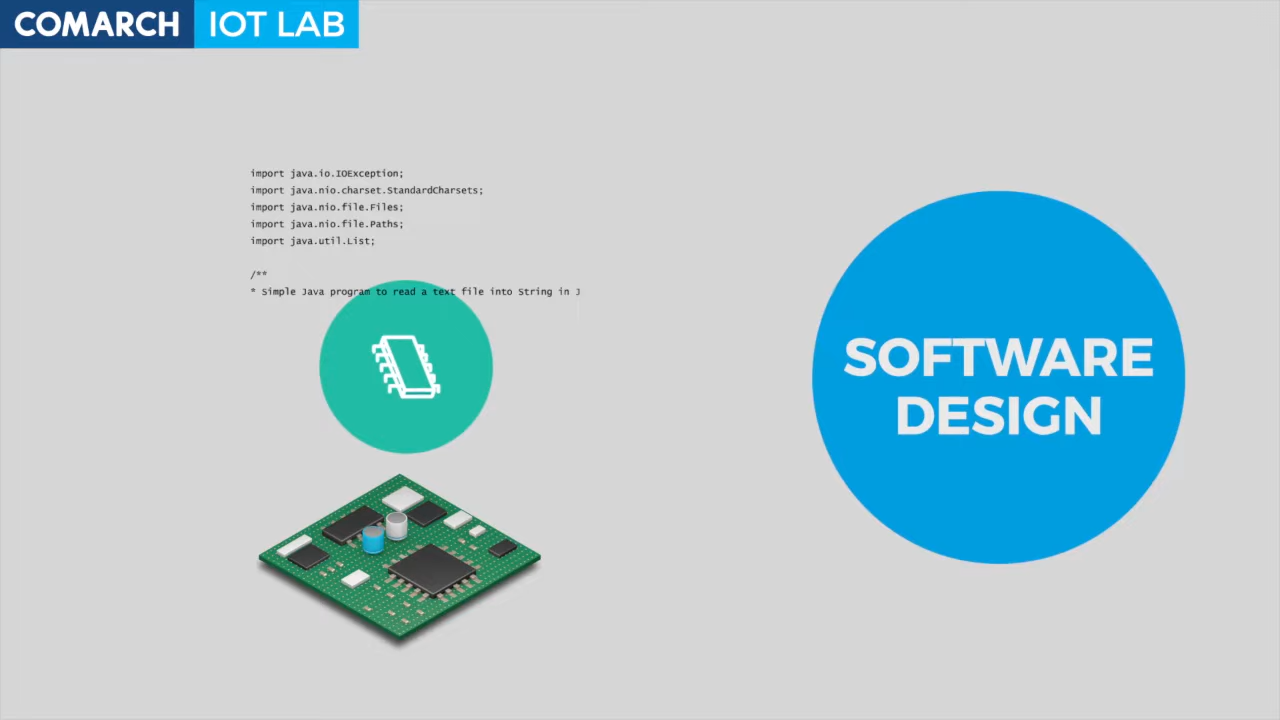 COMARCH IOT LAB
import java.io.IOException;
import java.nio.charset.StandardCharsets;
import java.nio.file.Files;
import java.nio.file.Paths;
import java.util.List;
/**
* Simple Java program to read a text file into String in J
SOFTWARE
DESIGN